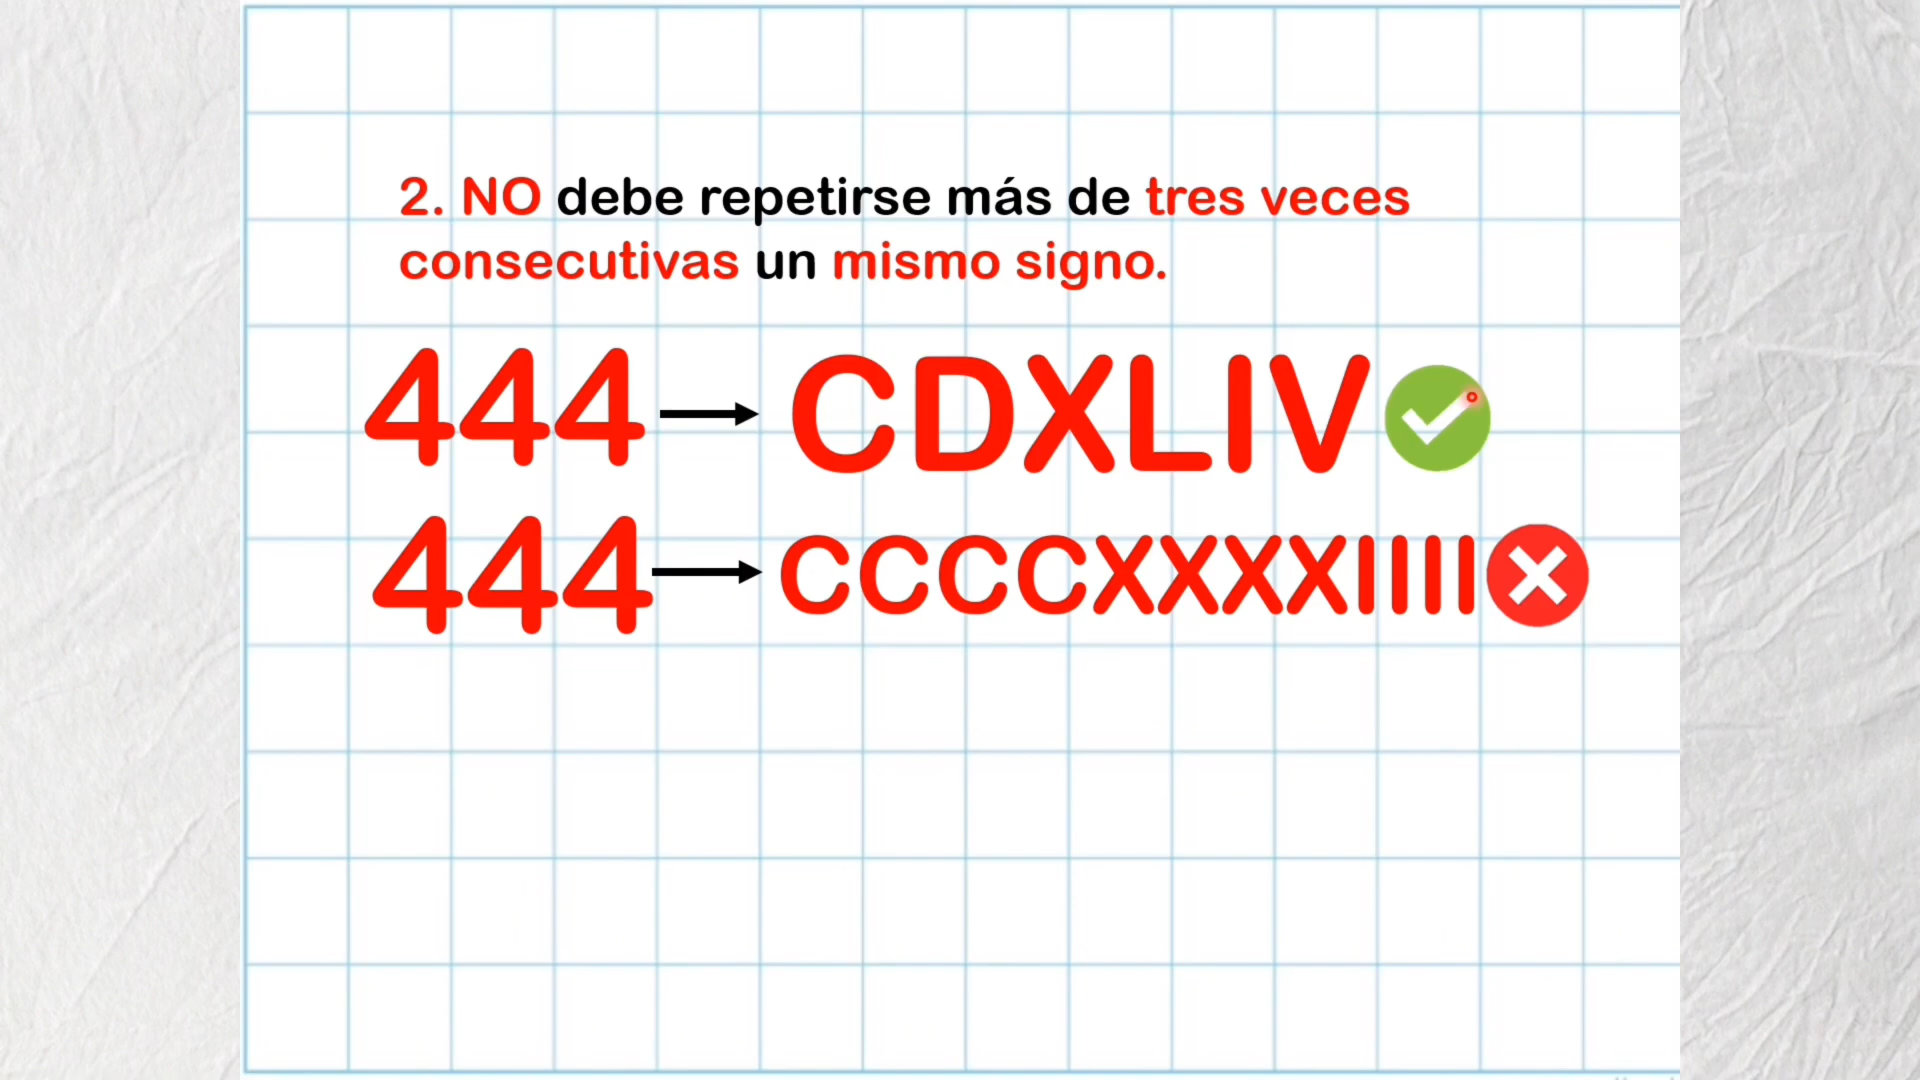 2. NO debe repetirse más de tres veces
consecutivas un mismo signo.
444 → CDXLIV
444 → CCCCXXXXIIII